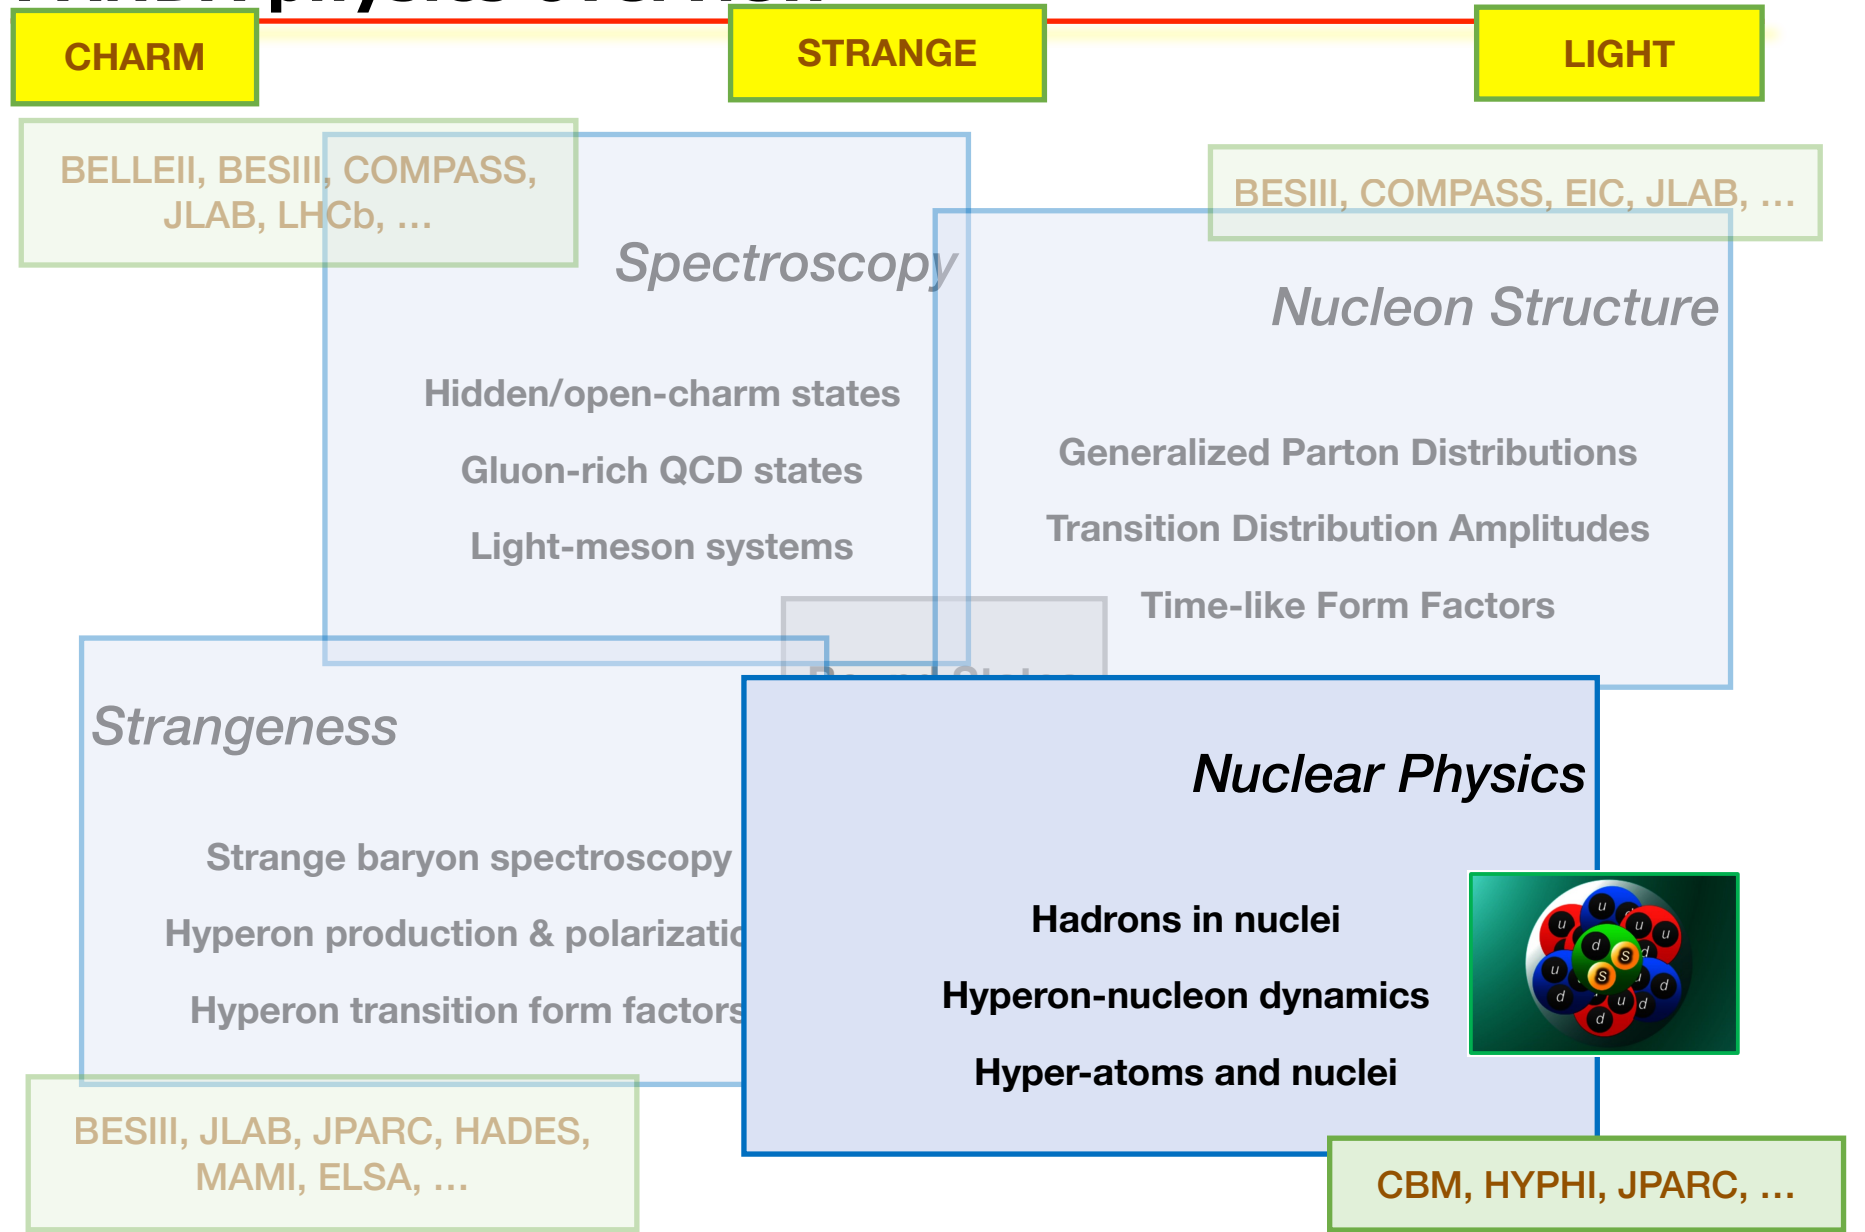 CHARM
STRANGE
LIGHT
BELLEII, BESIII, COMPASS,
JLAB, LHCb, …
BESIII, COMPASS, EIC, JLAB, …
Spectroscopy
Hidden/open-charm states
Gluon-rich QCD states
Light-meson systems
Nucleon Structure
Generalized Parton Distributions
Transition Distribution Amplitudes
Time-like Form Factors
Strangeness
Strange baryon spectroscopy
Hyperon production & polarizatio
Hyperon transition form factors
Nuclear Physics
Hadrons in nuclei
Hyperon-nucleon dynamics
Hyper-atoms and nuclei
u
u
u
u
d
d
s
s
u
d
d
u
d
d
BESIII, JLAB, JPARC, HADES,
MAMI, ELSA, …
CBM, HYPHI, JPARC, …